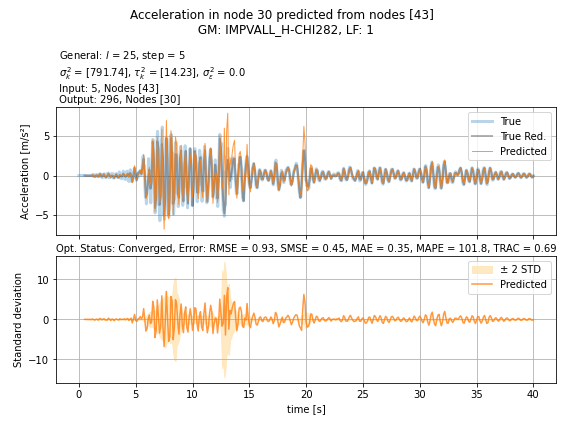 Acceleration in node 30 predicted from nodes [43]
GM: IMPVALL_H-CHI282, LF: 1
General: l = 25, step = 5
σ²ₖ = [791.74], τ²ₖ = [14.23], σ²ε = 0.0
Input: 5, Nodes [43]
Output: 296, Nodes [30]
Acceleration [m/s²]
5
0
−5
True
True Red.
Predicted
Opt. Status: Converged, Error: RMSE = 0.93, SMSE = 0.45, MAE = 0.35, MAPE = 101.8, TRAC = 0.69
Standard deviation
10
0
−10
± 2 STD
Predicted
0 5 10 15 20 25 30 35 40
time [s]